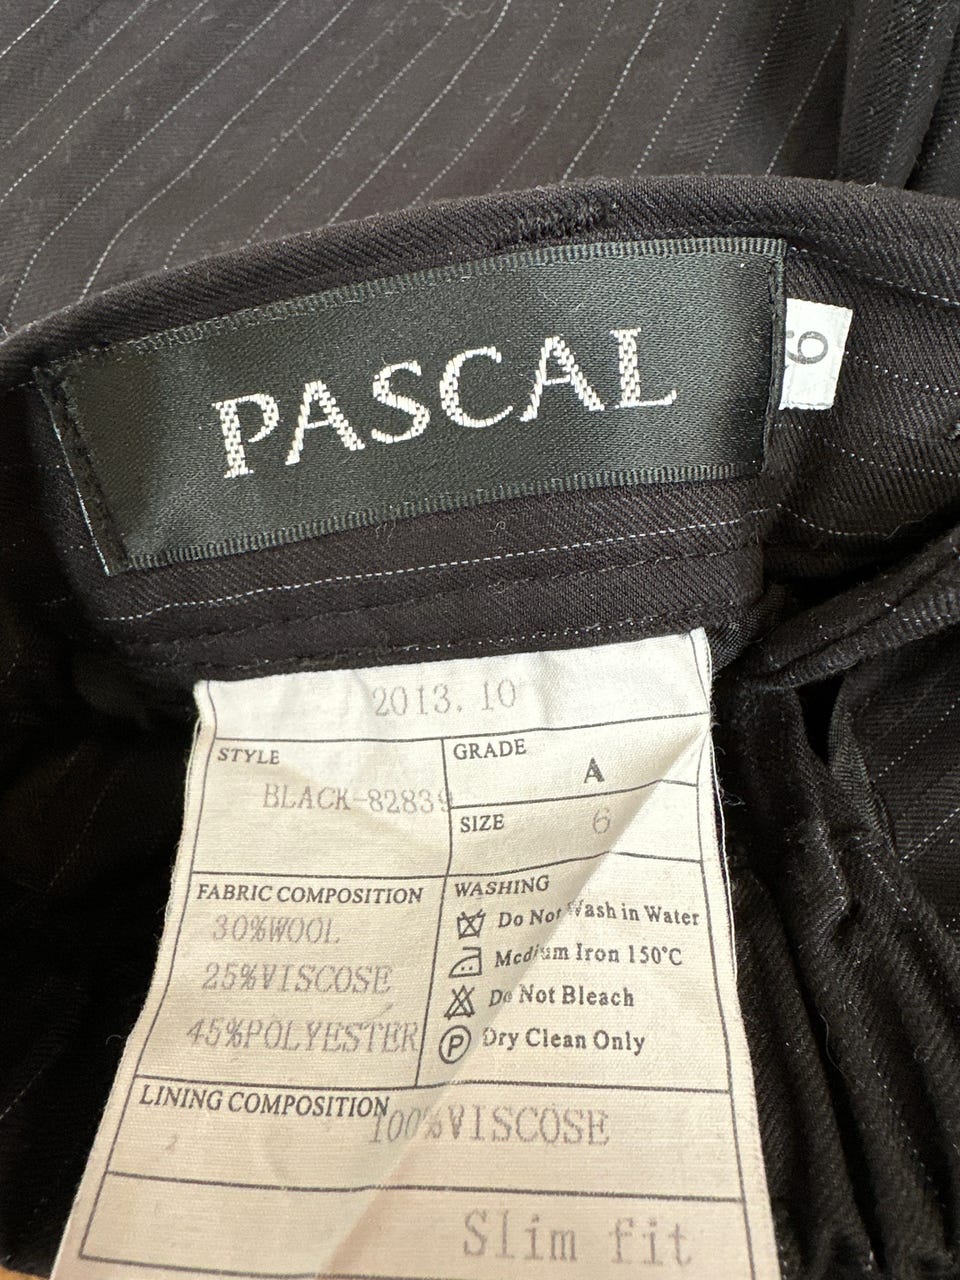 PASCAL
6
2013. 10
STYLE
BLACK-82839
GRADE
A
SIZE
6
FABRIC COMPOSITION
30%WOOL
25%VISCOSE
45%POLYESTER
WASHING
Do Not Wash in Water
Medium Iron 150°C
Do Not Bleach
P Dry Clean Only
LINING COMPOSITION
100%VISCOSE
Slim fit